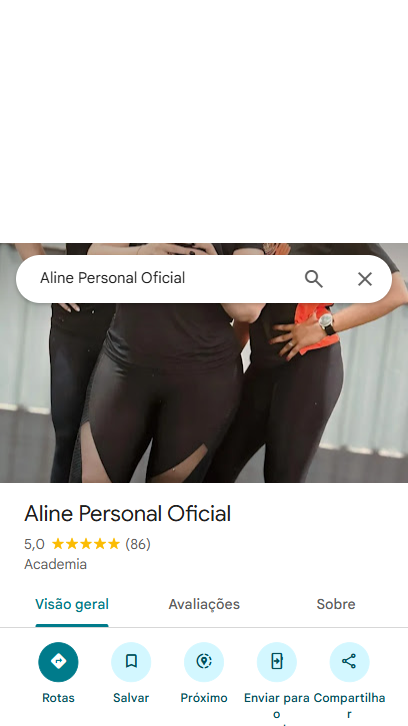 Aline Personal Oficial
Aline Personal Oficial
5,0 (86)
Academia
Visão geral Avaliações Sobre
Rotas Salvar Próximo Enviar para o Compartilhar